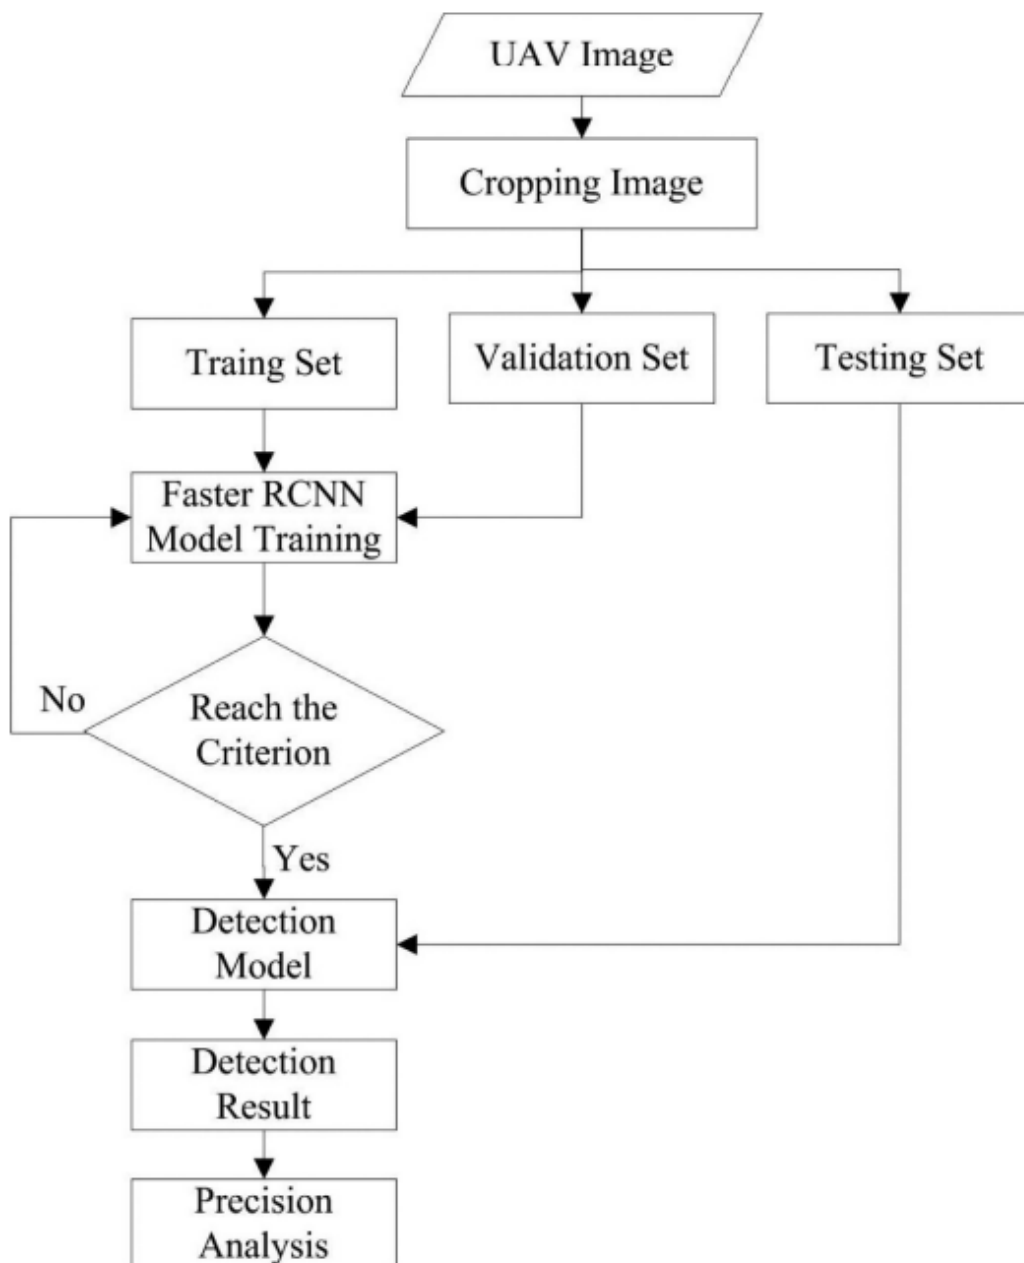 UAV Image
Cropping Image
Traing Set
Validation Set
Testing Set
Faster RCNN
Model Training
No
Reach the
Criterion
Yes
Detection
Model
Detection
Result
Precision
Analysis